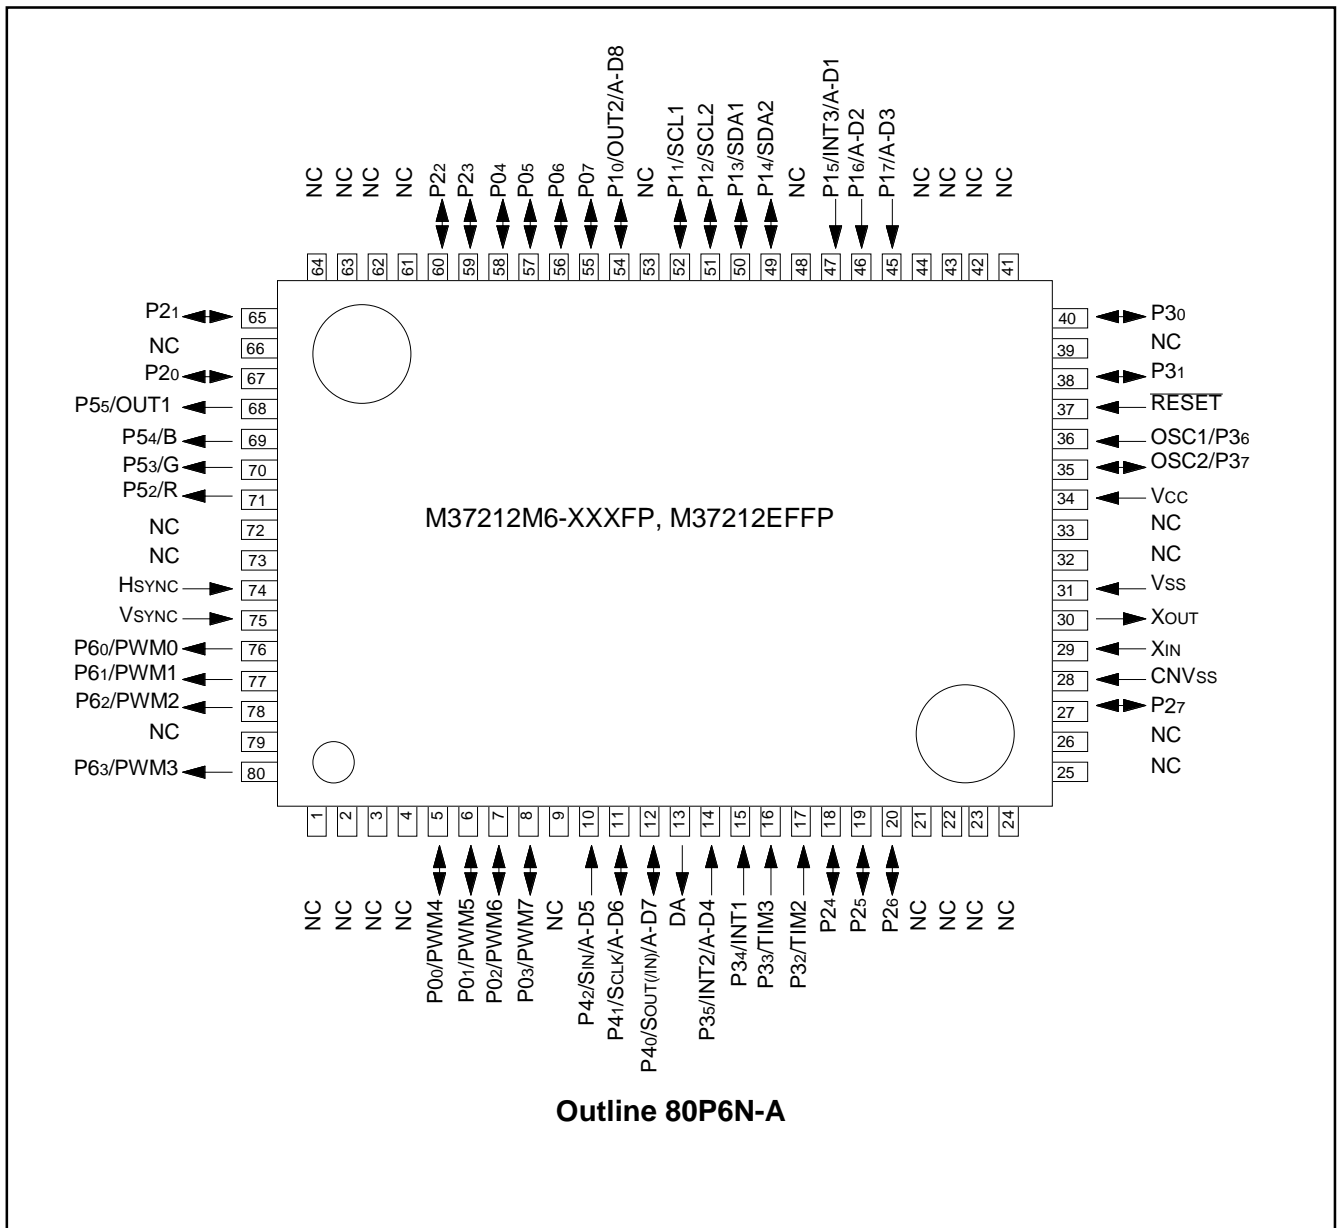 NC
NC
NC
NC
P22
P23
P04
P05
P06
P07
P10/OUT2/A-D8
NC
P11/SCL1
P12/SCL2
P13/SDA1
P14/SDA2
NC
P15/INT3/A-D1
P16/A-D2
P17/A-D3
NC
NC
NC
NC
64 63 62 61 60 59 58 57 56 55 54 53 52 51 50 49 48 47 46 45 44 43 42 41
P21 65
NC 66
P20 67
P55/OUT1 68
P54/B 69
P53/G 70
P52/R 71
NC 72
NC 73
HSYNC 74
VSYNC 75
P60/PWM0 76
P61/PWM1 77
P62/PWM2 78
NC 79
P63/PWM3 80
M37212M6-XXXFP, M37212EFFP
40 P30
39 NC
38 P31
37 RESET
36 OSC1/P36
35 OSC2/P37
34 VCC
33 NC
32 NC
31 VSS
30 XOUT
29 XIN
28 CNVSS
27 P27
26 NC
25 NC
1 2 3 4 5 6 7 8 9 10 11 12 13 14 15 16 17 18 19 20 21 22 23 24
NC
NC
NC
NC
P00/PWM4
P01/PWM5
P02/PWM6
P03/PWM7
NC
P42/SIN/A-D5
P41/SCLK/A-D6
P40/SOUT(/IN)/A-D7
DA
P35/INT2/A-D4
P34/INT1
P33/TIM3
P32/TIM2
P24
P25
P26
NC
NC
NC
NC
Outline 80P6N-A